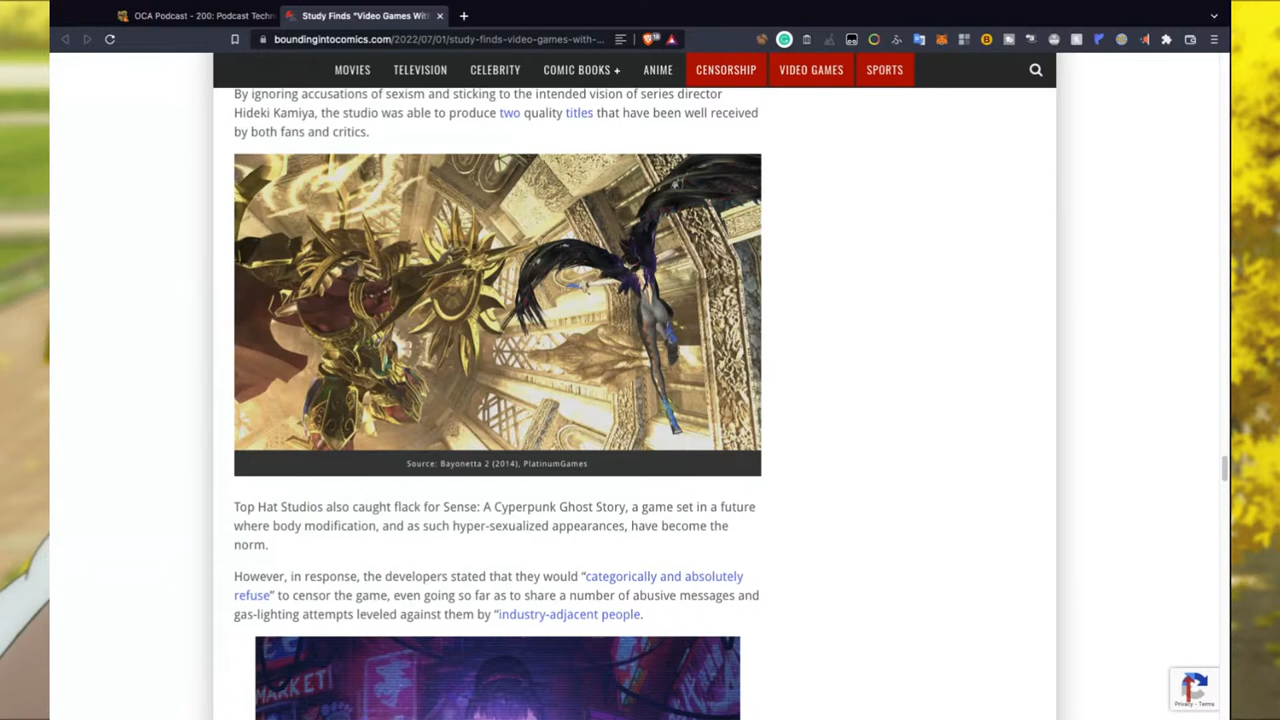 OCA Podcast - 200: Podcast Techn
Study Finds "Video Games Wit
boundingintocomics.com/2022/07/01/study-finds-video-games-with-...
MOVIES TELEVISION CELEBRITY COMIC BOOKS + ANIME CENSORSHIP VIDEO GAMES SPORTS
By ignoring accusations of sexism and sticking to the intended vision of series director
Hideki Kamiya, the studio was able to produce two quality titles that have been well received
by both fans and critics.
Source: Bayonetta 2 (2014), PlatinumGames
Top Hat Studios also caught flack for Sense: A Cyperpunk Ghost Story, a game set in a future
where body modification, and as such hyper-sexualized appearances, have become the
norm.
However, in response, the developers stated that they would “categorically and absolutely
refuse” to censor the game, even going so far as to share a number of abusive messages and
gas-lighting attempts leveled against them by “industry-adjacent people.
MARKET
Privacy - Terms